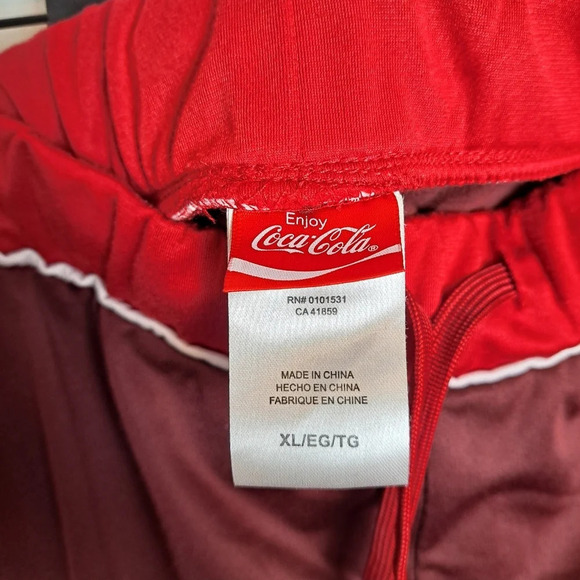 Enjoy
Coca-Cola®
RN# 0101531
CA 41859
MADE IN CHINA
HECHO EN CHINA
FABRIQUE EN CHINE
XL/EG/TG